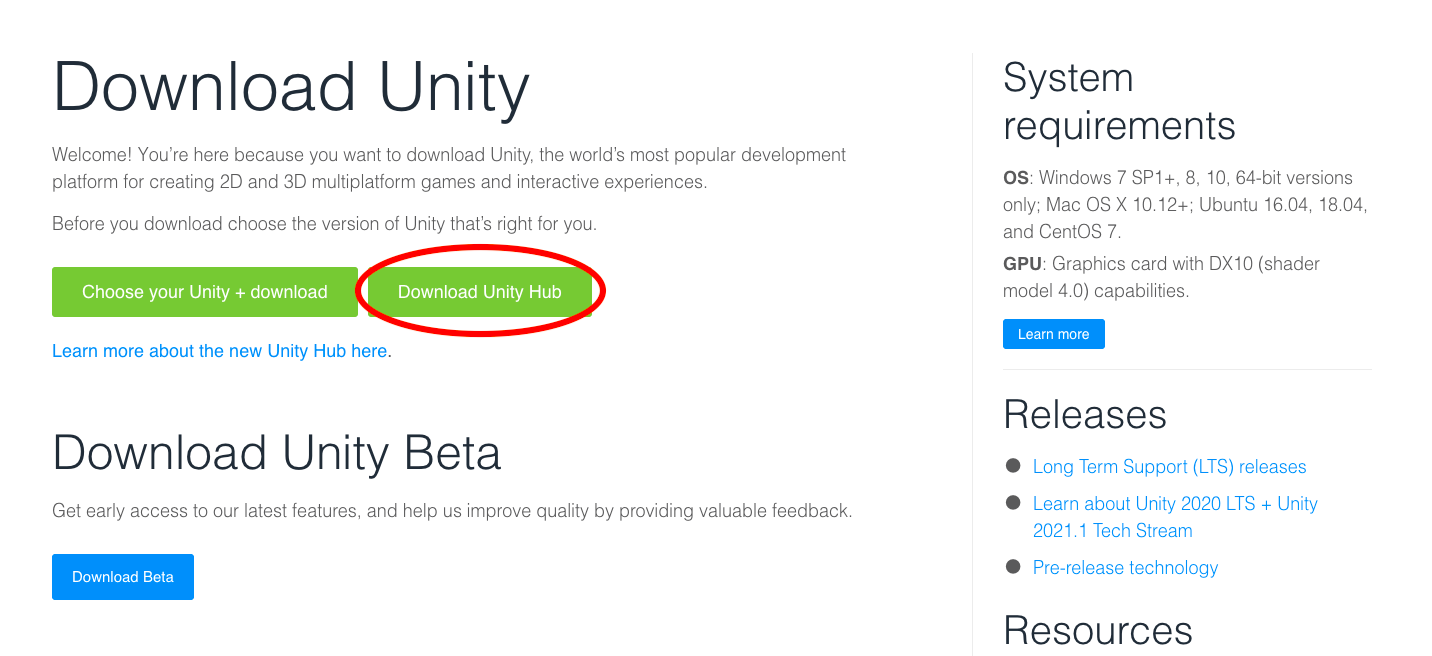 Download Unity
Welcome! You’re here because you want to download Unity, the world’s most popular development
platform for creating 2D and 3D multiplatform games and interactive experiences.
Before you download choose the version of Unity that’s right for you.
Choose your Unity + download
Download Unity Hub
Learn more about the new Unity Hub here.
Download Unity Beta
Get early access to our latest features, and help us improve quality by providing valuable feedback.
Download Beta
System
requirements
OS: Windows 7 SP1+, 8, 10, 64-bit versions
only; Mac OS X 10.12+; Ubuntu 16.04, 18.04,
and CentOS 7.
GPU: Graphics card with DX10 (shader
model 4.0) capabilities.
Learn more
Releases
Long Term Support (LTS) releases
Learn about Unity 2020 LTS + Unity
2021.1 Tech Stream
Pre-release technology
Resources